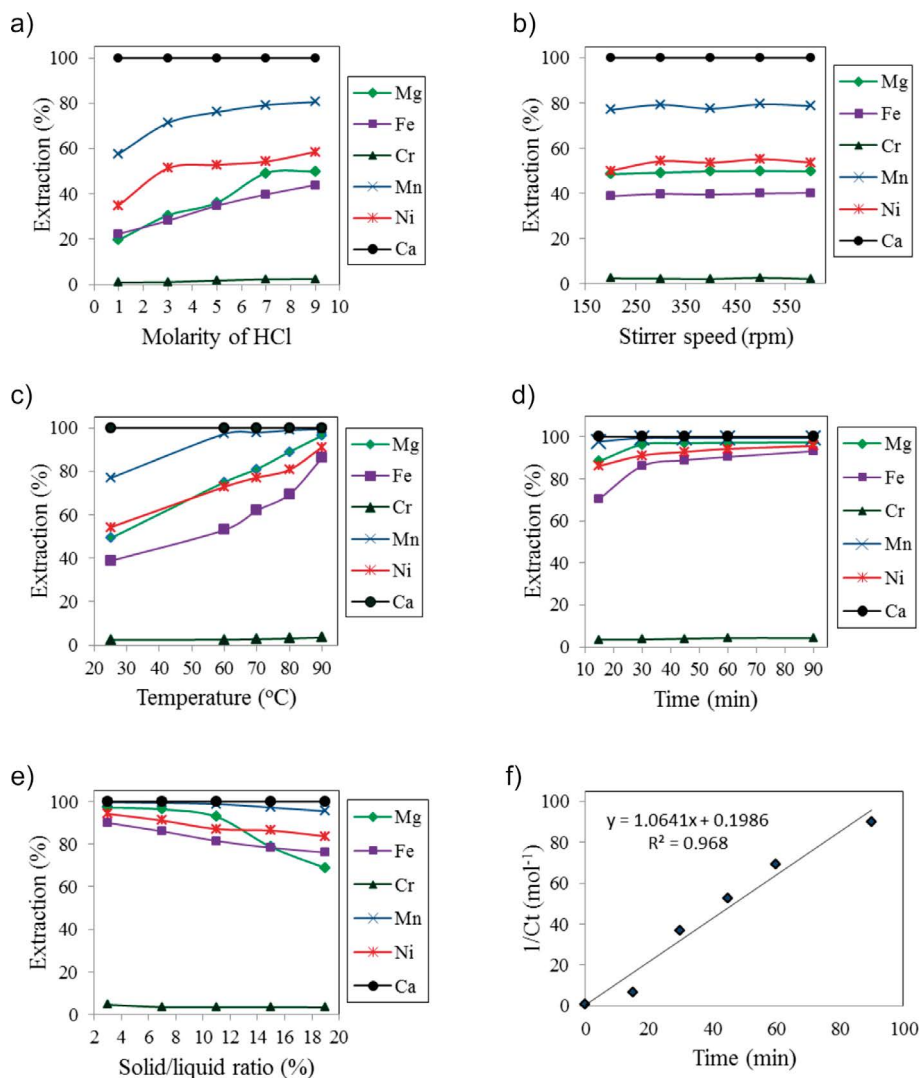 a)
Extraction (%)
100
80
60
40
20
0
0 1 2 3 4 5 6 7 8 9 10
Molarity of HCl
Mg
Fe
Cr
Mn
Ni
Ca
b)
Extraction (%)
100
80
60
40
20
0
150 250 350 450 550
Stirrer speed (rpm)
Mg
Fe
Cr
Mn
Ni
Ca
c)
Extraction (%)
100
80
60
40
20
0
20 30 40 50 60 70 80 90
Temperature (°C)
Mg
Fe
Cr
Mn
Ni
Ca
d)
Extraction (%)
100
80
60
40
20
0
10 20 30 40 50 60 70 80 90
Time (min)
Mg
Fe
Cr
Mn
Ni
Ca
e)
Extraction (%)
100
80
60
40
20
0
2 4 6 8 10 12 14 16 18 20
Solid/liquid ratio (%)
Mg
Fe
Cr
Mn
Ni
Ca
f)
1/Ct (mol⁻¹)
100
80
60
40
20
0
y = 1.0641x + 0.1986
R² = 0.968
0 20 40 60 80 100
Time (min)